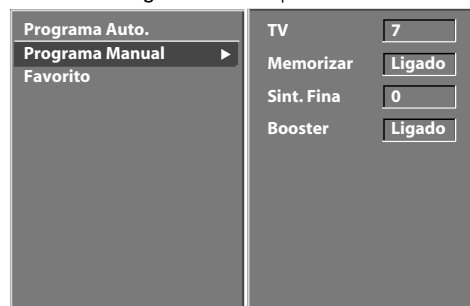 Programa Auto.
Programa Manual ▶
Favorito
TV 7
Memorizar Ligado
Sint. Fina 0
Booster Ligado